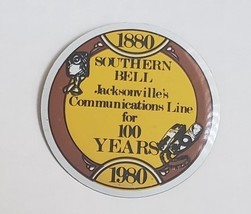 1880
SOUTHERN
BELL
Jacksonville's
Communications Line
for
100
YEARS
1980